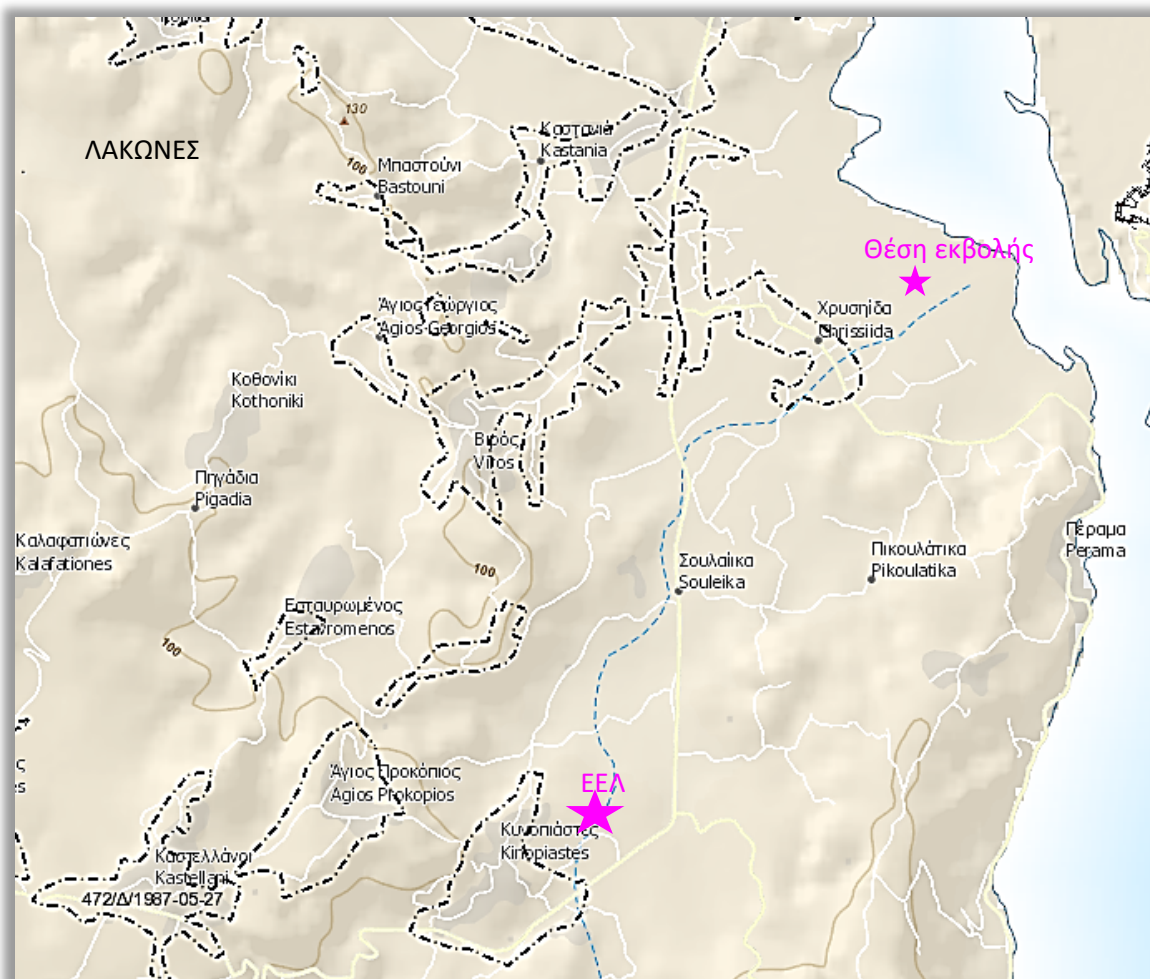 130
ΛΑΚΩΝΕΣ
100
Καστανιά
Kastania
Μπαστούνι
Bastouni
Θέση εκβολής
Άγιος Γεώργιος
Agios Georgios
Χρυσηίδα
Chrissiida
Κοθονίκι
Kothoniki
Βιρός
Viros
Πηγάδια
Pigadia
Καλαφατιώνες
Kalafationes
100
Σουλαίικα
Souleika
Πικουλάτικα
Pikoulatika
Πέραμα
Perama
Εσταυρωμένος
Estavromenos
100
Άγιος Προκόπιος
Agios Prokopios
ΕΕΛ
Κυνοπιάστες
Kinopiastes
Καστελλάνοι
Kastellani
472/Δ/1987-05-27